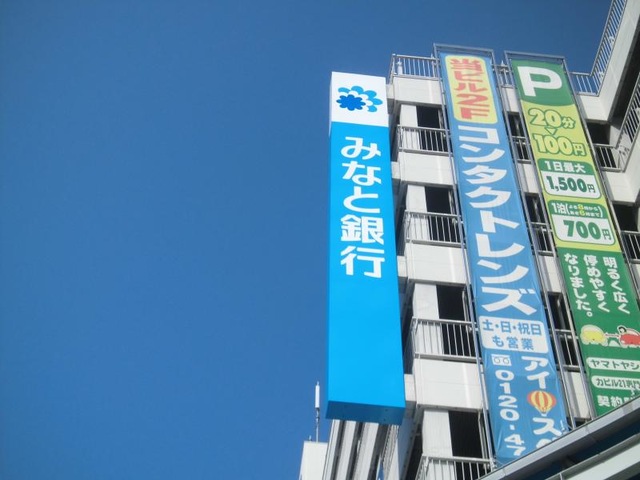 みなと銀行
当ビル2F
コンタクトレンズ
土・日・祝日
も営業
アイ
0120-47
P
20分
100円
1日最大
1,500円
1泊
700円
明るく広く
停めやすく
なりました。
ヤマトヤシ